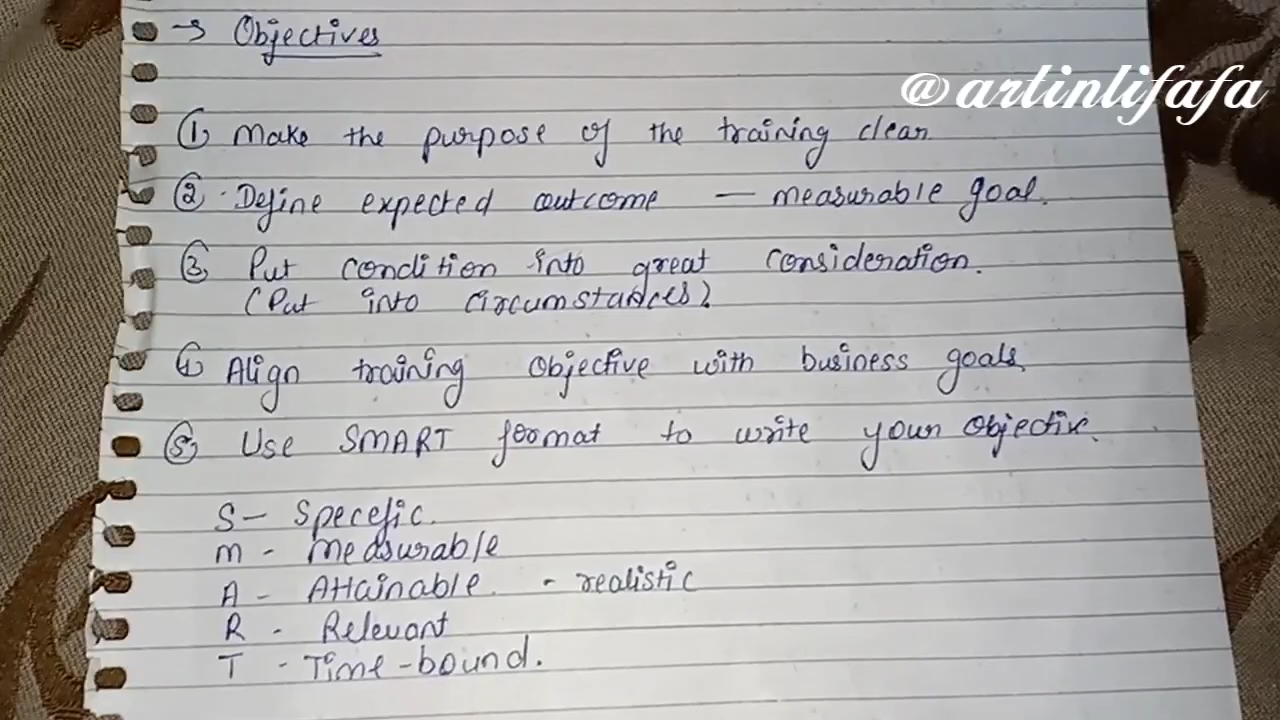 → Objectives
@artinlifafa
① Make the purpose of the training clear
② Define expected outcome — measurable goal.
③ Put condition into great consideration.
(Put into circumstances)
④ Align training objective with business goals.
⑤ Use SMART format to write your objective.
S - Specefic.
M - Measurable
A - Attainable. - realistic
R - Relevant
T - Time-bound.